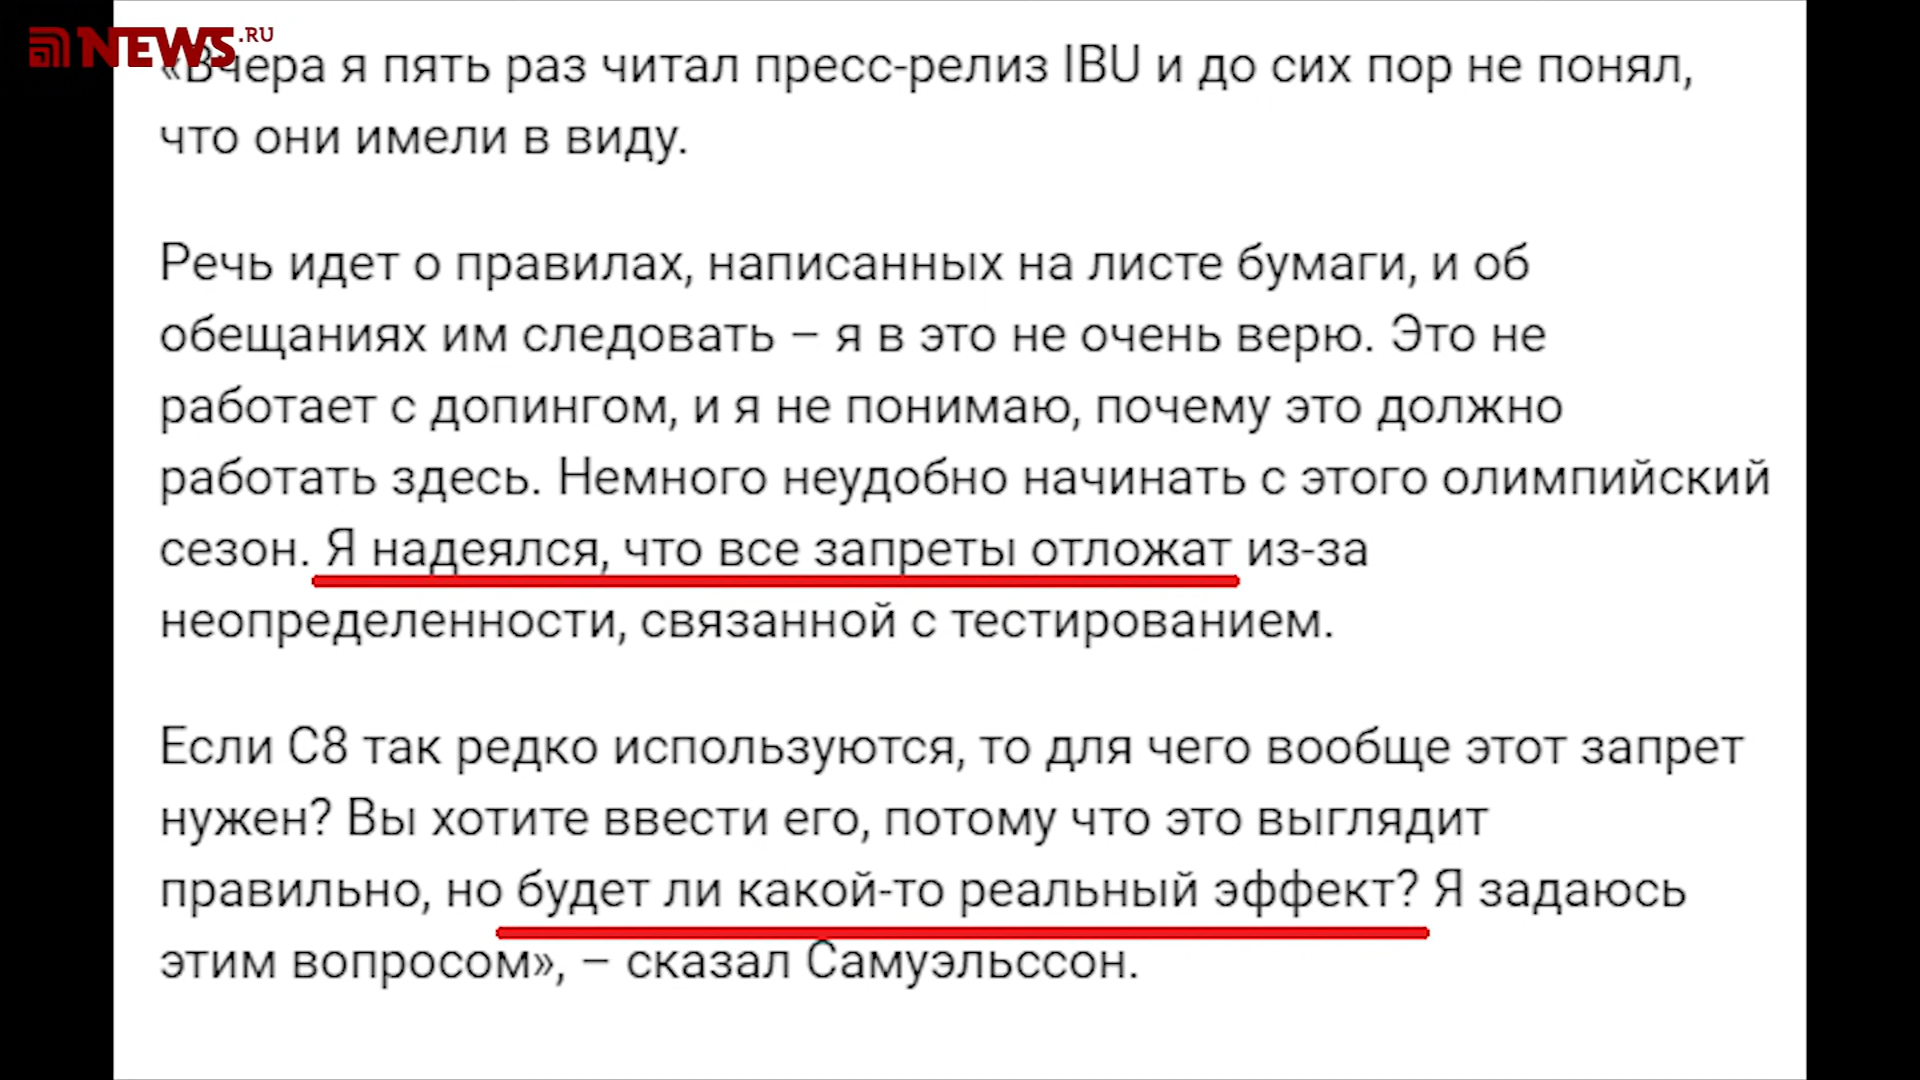 NEWS.RU
«Вчера я пять раз читал пресс-релиз IBU и до сих пор не понял,
что они имели в виду.
Речь идет о правилах, написанных на листе бумаги, и об
обещаниях им следовать – я в это не очень верю. Это не
работает с допингом, и я не понимаю, почему это должно
работать здесь. Немного неудобно начинать с этого олимпийский
сезон. Я надеялся, что все запреты отложат из-за
неопределенности, связанной с тестированием.
Если С8 так редко используются, то для чего вообще этот запрет
нужен? Вы хотите ввести его, потому что это выглядит
правильно, но будет ли какой-то реальный эффект? Я задаюсь
этим вопросом», – сказал Самуэльссон.